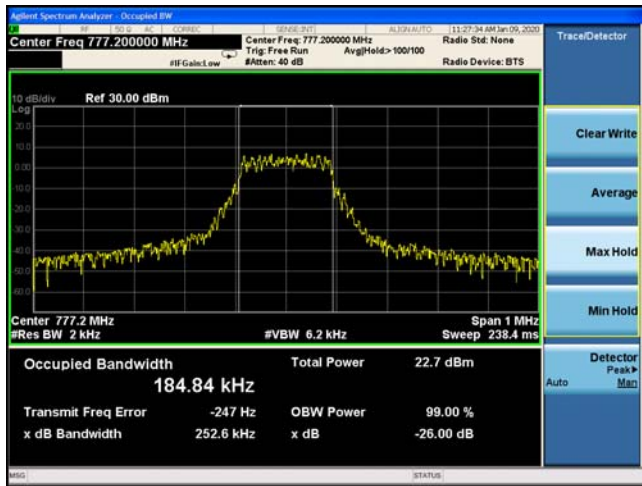 Agilent Spectrum Analyzer - Occupied BW
RF 50 Ω AC CORREC SENSE:INT ALIGN AUTO 11:27:34 AM Jan 09, 2020
Center Freq 777.200000 MHz
Center Freq: 777.200000 MHz
Radio Std: None
Trig: Free Run Avg|Hold:> 100/100
#IFGain:Low #Atten: 40 dB Radio Device: BTS
Trace/Detector
10 dB/div Ref 30.00 dBm
Log
20.0
10.0
0.00
10.0
20.0
30.0
40.0
50.0
60.0
Center 777.2 MHz Span 1 MHz
#Res BW 2 kHz #VBW 6.2 kHz Sweep 238.4 ms
Occupied Bandwidth Total Power 22.7 dBm
184.84 kHz
Transmit Freq Error -247 Hz OBW Power 99.00 %
x dB Bandwidth 252.6 kHz x dB -26.00 dB
Clear Write
Average
Max Hold
Min Hold
Detector
Peak▶
Auto Man
MSG STATUS